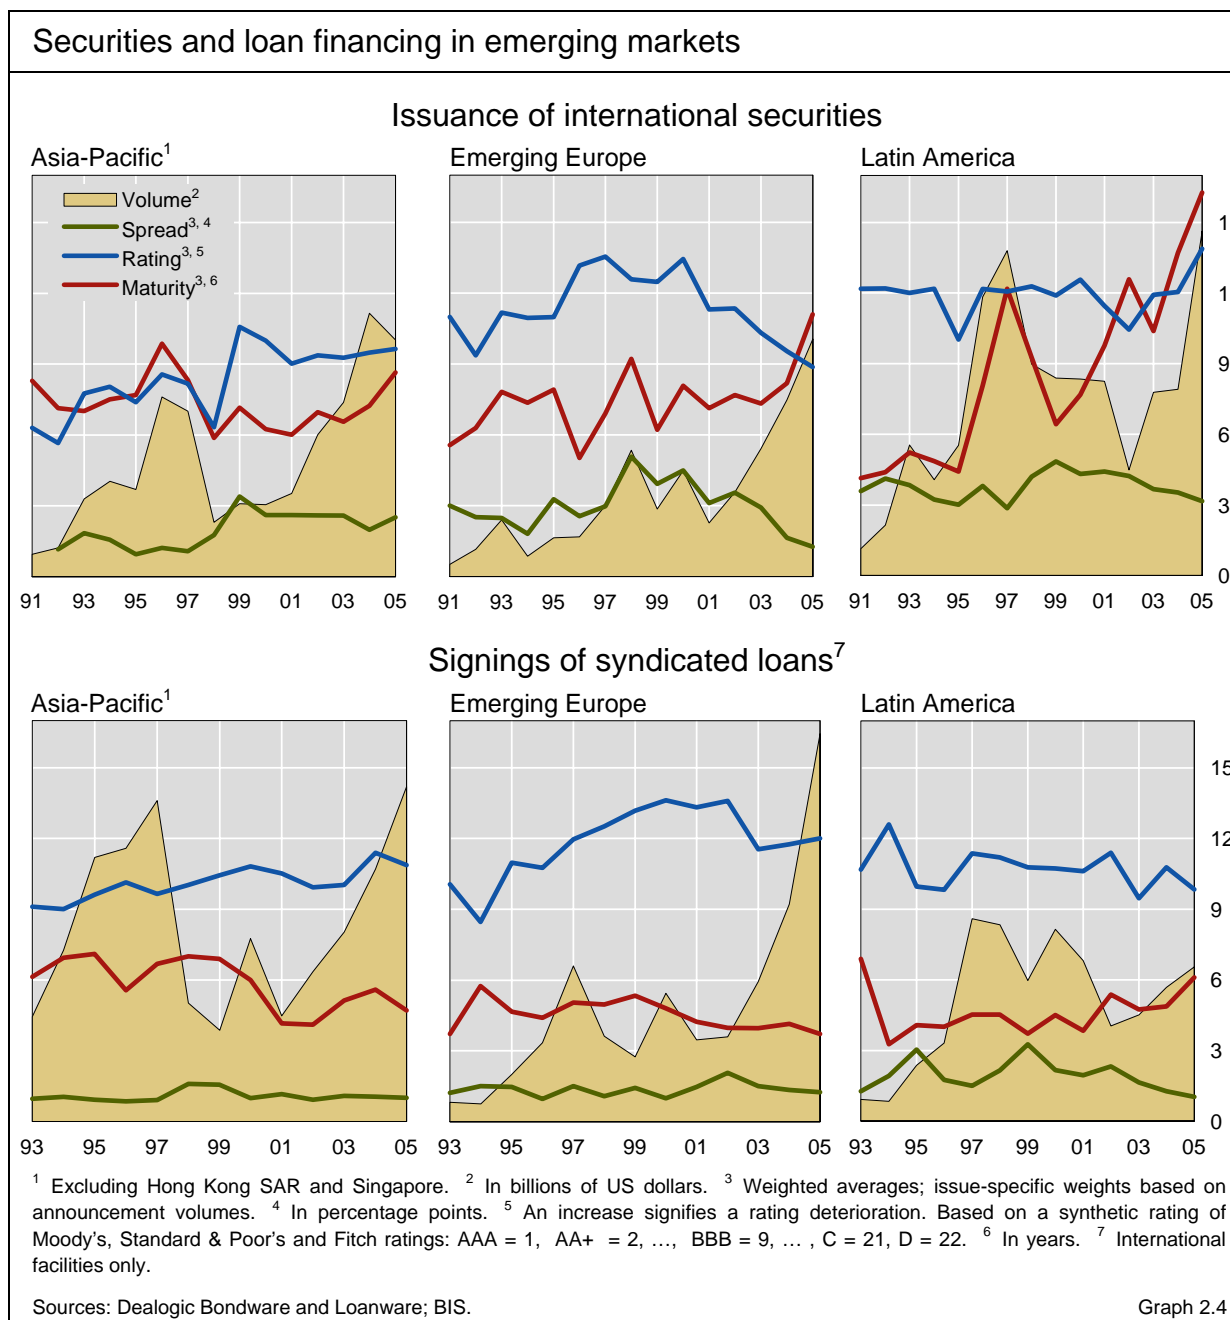 Securities and loan financing in emerging markets
Issuance of international securities
Asia-Pacific1
Emerging Europe
Latin America
Volume2
Spread3, 4
Rating3, 5
Maturity3, 6
1
1
9
6
3
0
91 93 95 97 99 01 03 05
91 93 95 97 99 01 03 05
91 93 95 97 99 01 03 05
Signings of syndicated loans7
Asia-Pacific1
Emerging Europe
Latin America
15
12
9
6
3
0
93 95 97 99 01 03 05
93 95 97 99 01 03 05
93 95 97 99 01 03 05
1 Excluding Hong Kong SAR and Singapore. 2 In billions of US dollars. 3 Weighted averages; issue-specific weights based on
announcement volumes. 4 In percentage points. 5 An increase signifies a rating deterioration. Based on a synthetic rating of
Moody's, Standard & Poor's and Fitch ratings: AAA = 1, AA+ = 2, …, BBB = 9, … , C = 21, D = 22. 6 In years. 7 International
facilities only.
Sources: Dealogic Bondware and Loanware; BIS.
Graph 2.4